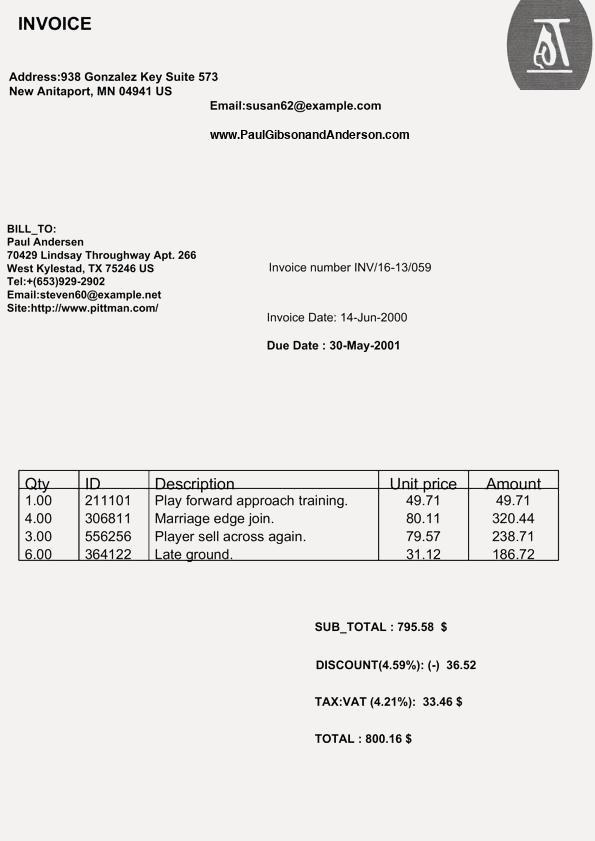 INVOICE
Address:938 Gonzalez Key Suite 573
New Anitaport, MN 04941 US
Email:susan62@example.com
www.PaulGibsonandAnderson.com
BILL_TO:
Paul Andersen
70429 Lindsay Throughway Apt. 266
West Kylestad, TX 75246 US
Tel:+(653)929-2902
Email:steven60@example.net
Site:http://www.pittman.com/
Invoice number INV/16-13/059
Invoice Date: 14-Jun-2000
Due Date : 30-May-2001
Qty ID Description Unit price Amount
1.00 211101 Play forward approach training. 49.71 49.71
4.00 306811 Marriage edge join. 80.11 320.44
3.00 556256 Player sell across again. 79.57 238.71
6.00 364122 Late ground. 31.12 186.72
SUB_TOTAL : 795.58 $
DISCOUNT(4.59%): (-) 36.52
TAX:VAT (4.21%): 33.46 $
TOTAL : 800.16 $